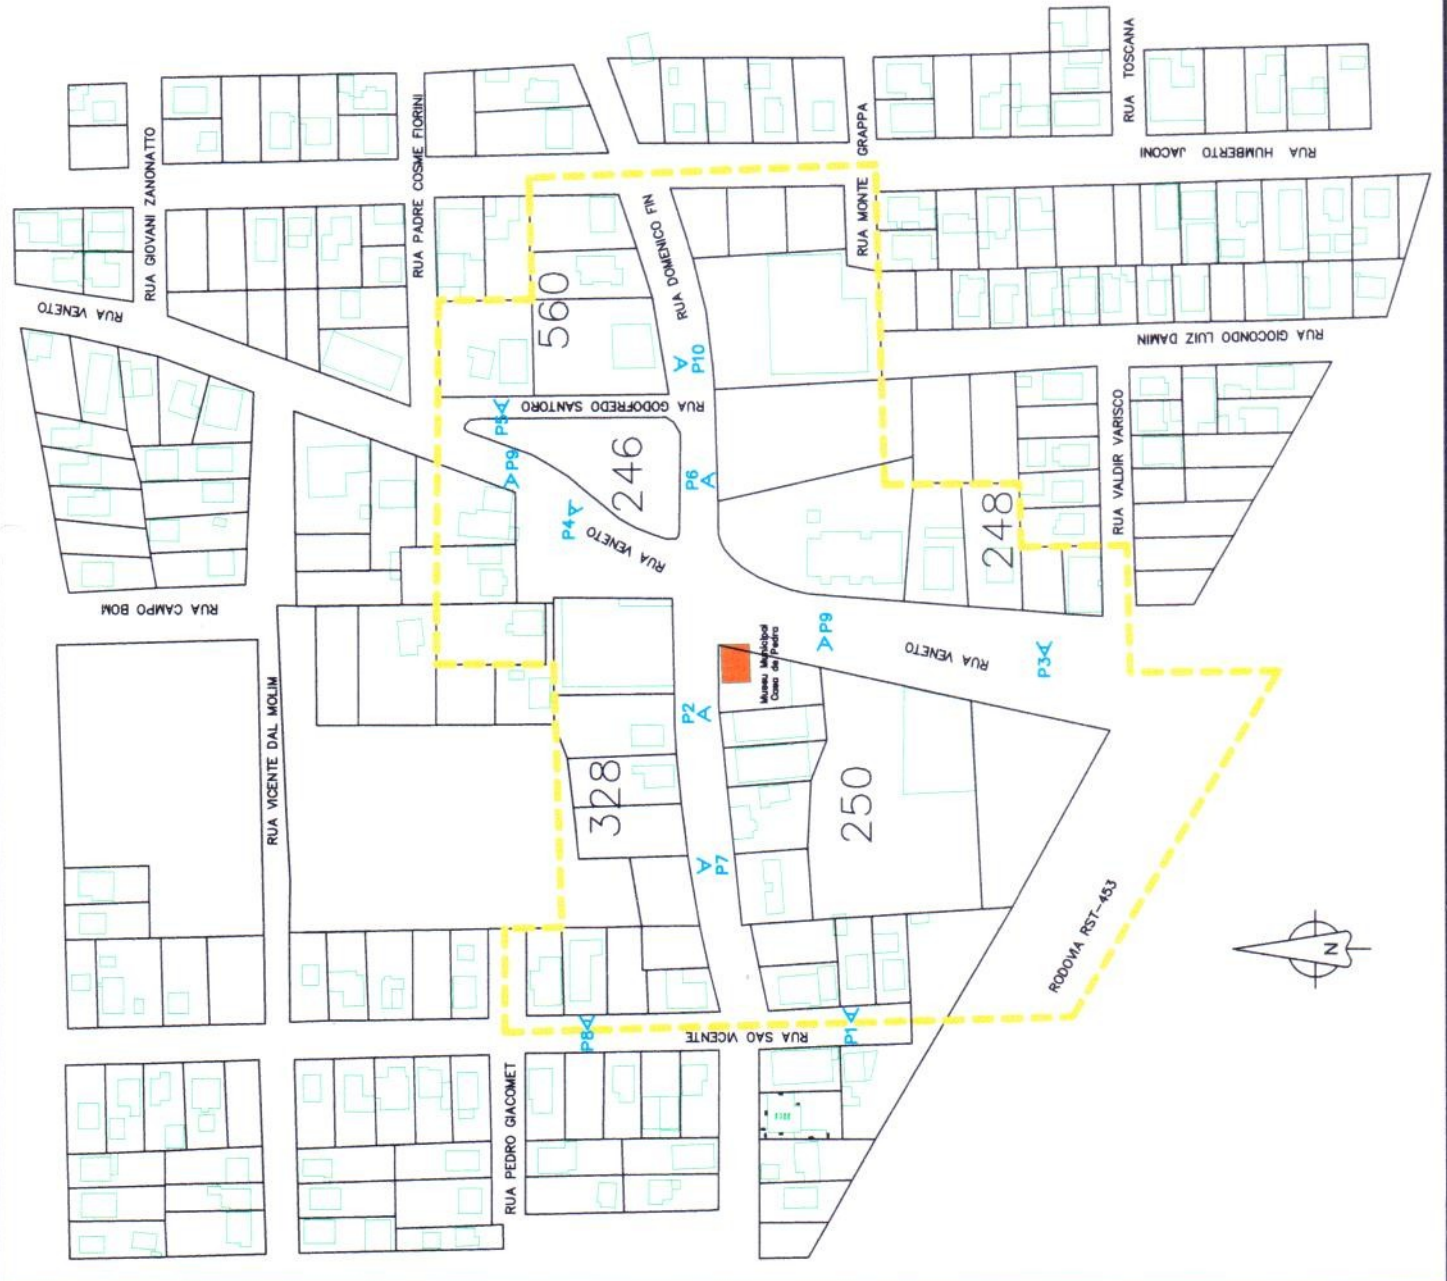 RUA TOSCANA
RUA HUMBERTO JACONI
RUA GIOVANI ZANONATTO
RUA PADRE COSME FIORINI
RUA MONTE GRAPPA
RUA VENETO
RUA DOMENICO FIN
560
P10
RUA GIOCONDO LUIZ DAMIN
RUA GODOFREDO SANTORO
P5
P9
246
P6
P4
RUA VENETO
RUA VALDIR VARISCO
248
RUA CAMPO BOM
Museu Municipal
Casa de Pedra
P9
RUA VENETO
P3
P2
RUA VICENTE DAL MOLIM
328
250
P7
RODOVIA RST-453
N
P8
RUA SAO VICENTE
P1
RUA PEDRO GIACOMET